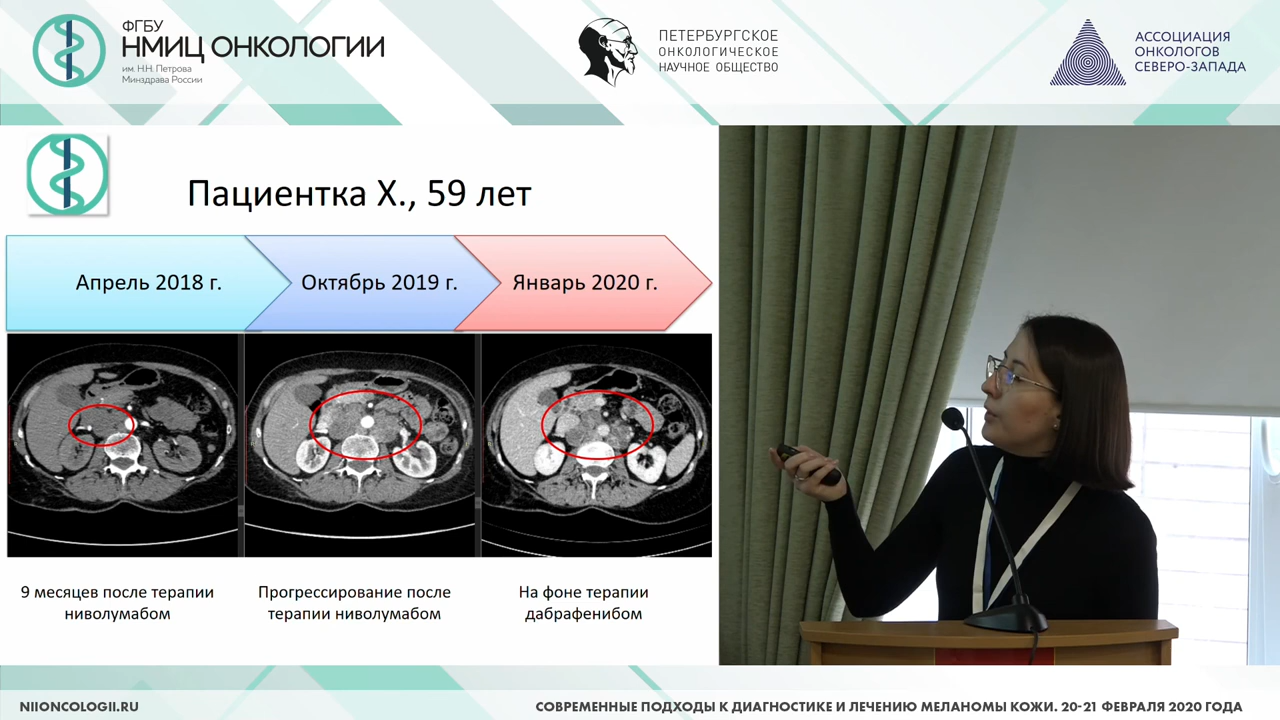 ФГБУ
НМИЦ ОНКОЛОГИИ
им. Н.Н. Петрова
Минздрава России
ПЕТЕРБУРГСКОЕ
ОНКОЛОГИЧЕСКОЕ
НАУЧНОЕ ОБЩЕСТВО
АССОЦИАЦИЯ
ОНКОЛОГОВ
СЕВЕРО-ЗАПАДА
Пациентка Х., 59 лет
Апрель 2018 г.
Октябрь 2019 г.
Январь 2020 г.
9 месяцев после терапии
ниволумабом
Прогрессирование после
терапии ниволумабом
На фоне терапии
дабрафенибом
NIIONCOLOGII.RU
СОВРЕМЕННЫЕ ПОДХОДЫ К ДИАГНОСТИКЕ И ЛЕЧЕНИЮ МЕЛАНОМЫ КОЖИ. 20-21 ФЕВРАЛЯ 2020 ГОДА